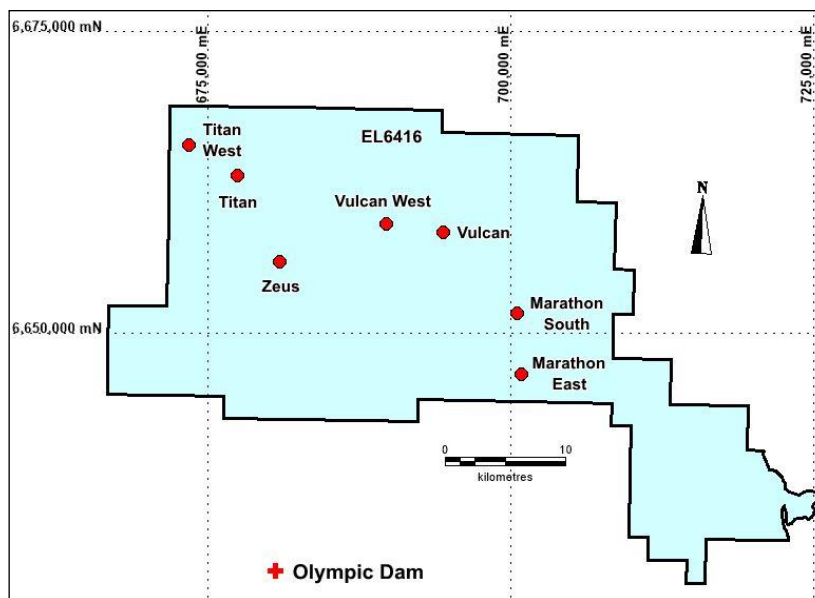 6,675,000 mN
675,000 mE
700,000 mE
725,000 mE
Titan
West
EL6416
Titan
Vulcan West
Vulcan
N
Zeus
6,650,000 mN
Marathon
South
Marathon
East
0 10
kilometres
Olympic Dam